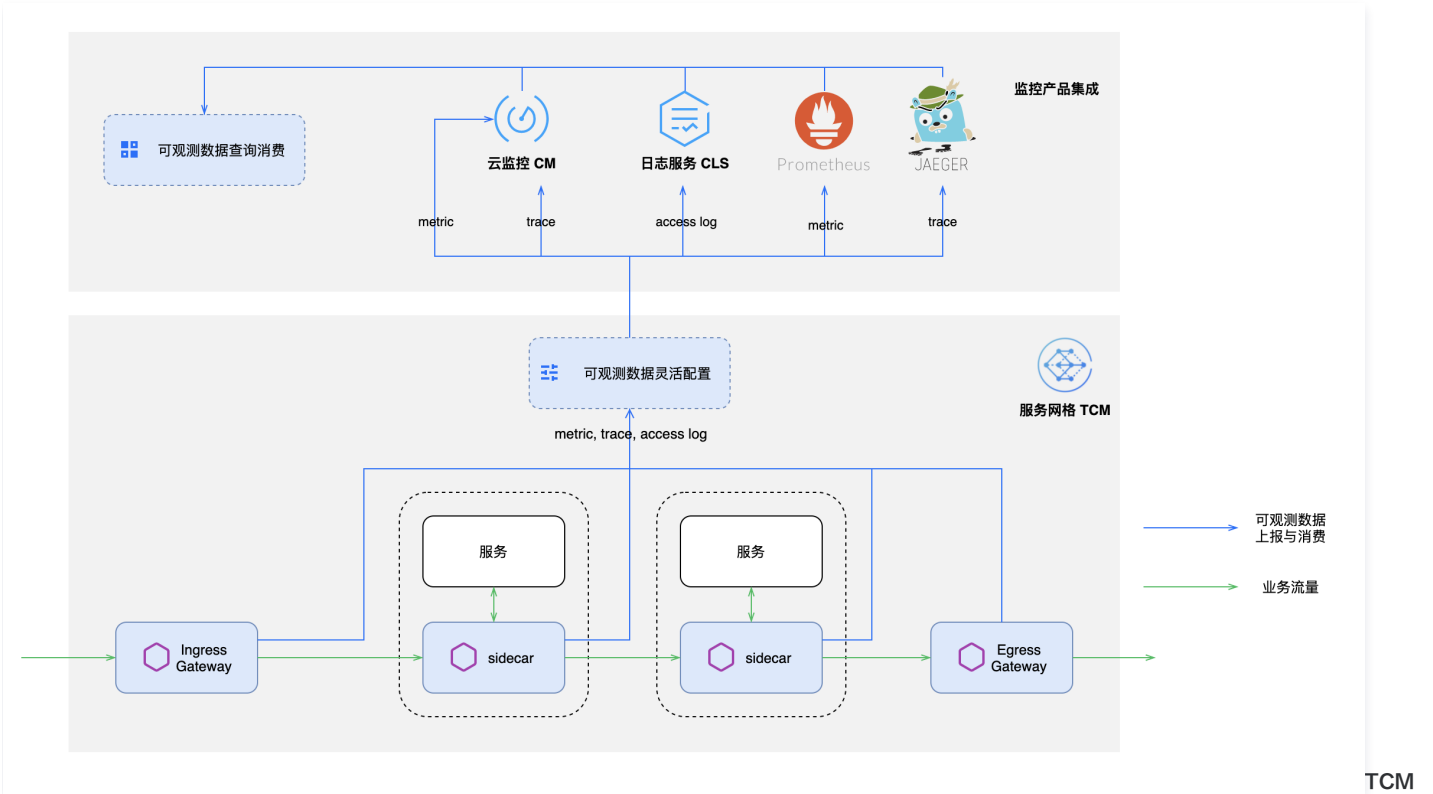 监控产品集成
可观测数据查询消费
云监控 CM
日志服务 CLS
Prometheus
JAEGER
metric
trace
access log
metric
trace
可观测数据灵活配置
服务网格 TCM
metric, trace, access log
服务
服务
可观测数据
上报与消费
业务流量
Ingress
Gateway
sidecar
sidecar
Egress
Gateway
TCM